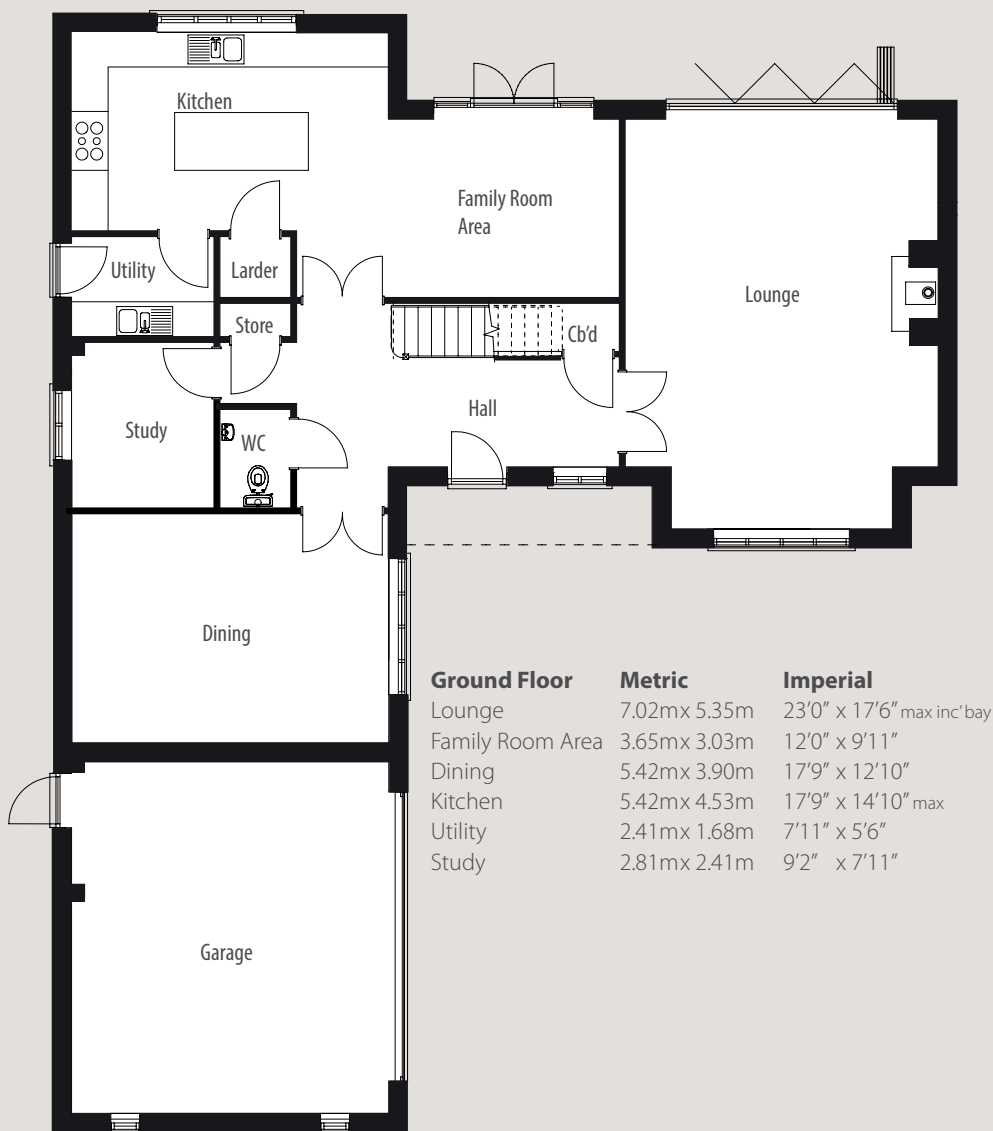 Kitchen
Family Room
Area
Utility
Larder
Lounge
Store
Cb'd
Hall
Study
WC
Dining
Garage
Ground Floor Metric Imperial
Lounge 7.02m x 5.35m 23’0” x 17’6” max inc’ bay
Family Room Area 3.65m x 3.03m 12’0” x 9’11”
Dining 5.42m x 3.90m 17’9” x 12’10”
Kitchen 5.42m x 4.53m 17’9” x 14’10” max
Utility 2.41m x 1.68m 7’11” x 5’6”
Study 2.81m x 2.41m 9’2” x 7’11”